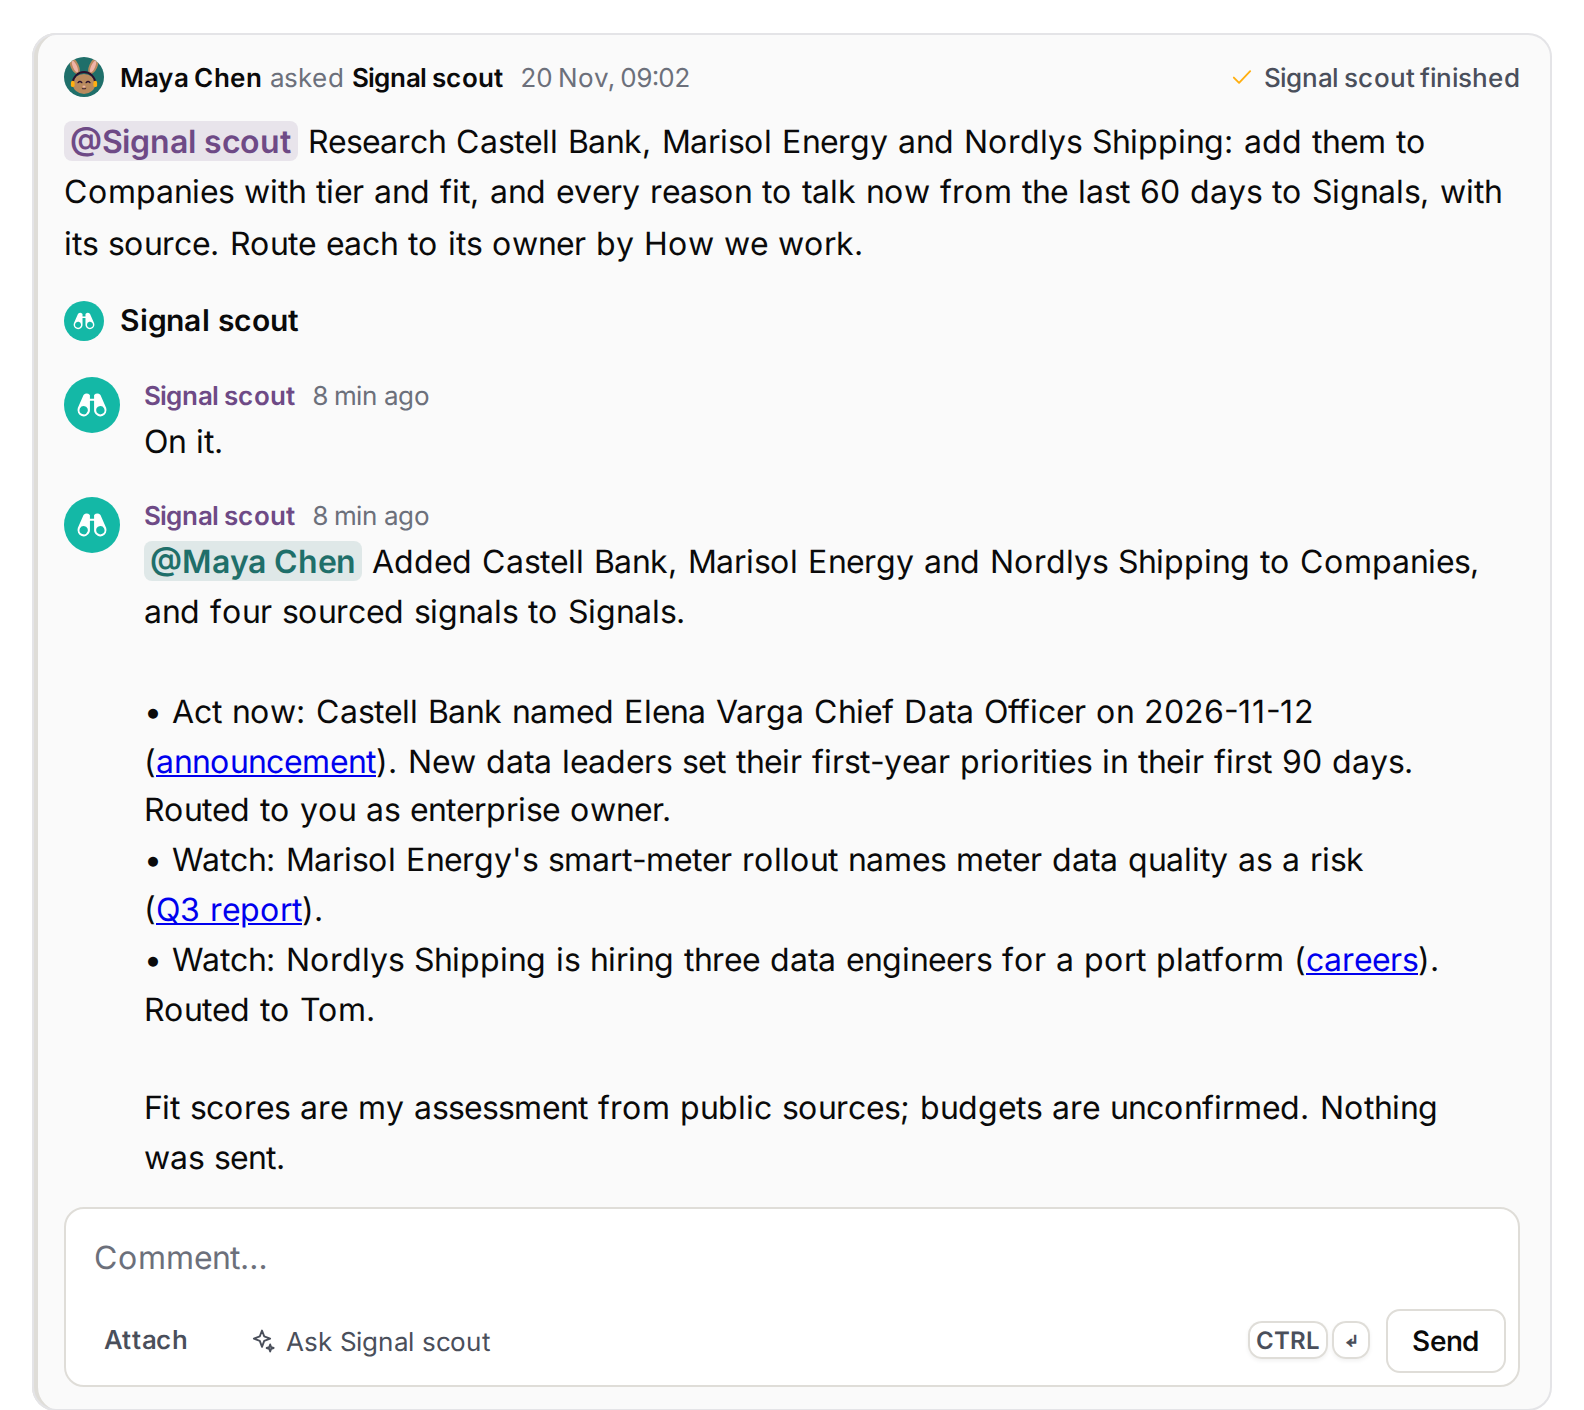 Maya Chen asked Signal scout 20 Nov, 09:02
Signal scout finished
@Signal scout Research Castell Bank, Marisol Energy and Nordlys Shipping: add them to
Companies with tier and fit, and every reason to talk now from the last 60 days to Signals, with
its source. Route each to its owner by How we work.
Signal scout
Signal scout 8 min ago
On it.
Signal scout 8 min ago
@Maya Chen Added Castell Bank, Marisol Energy and Nordlys Shipping to Companies,
and four sourced signals to Signals.
• Act now: Castell Bank named Elena Varga Chief Data Officer on 2026-11-12
(announcement). New data leaders set their first-year priorities in their first 90 days.
Routed to you as enterprise owner.
• Watch: Marisol Energy's smart-meter rollout names meter data quality as a risk
(Q3 report).
• Watch: Nordlys Shipping is hiring three data engineers for a port platform (careers).
Routed to Tom.
Fit scores are my assessment from public sources; budgets are unconfirmed. Nothing
was sent.
Comment...
Attach
Ask Signal scout
CTRL ↲
Send